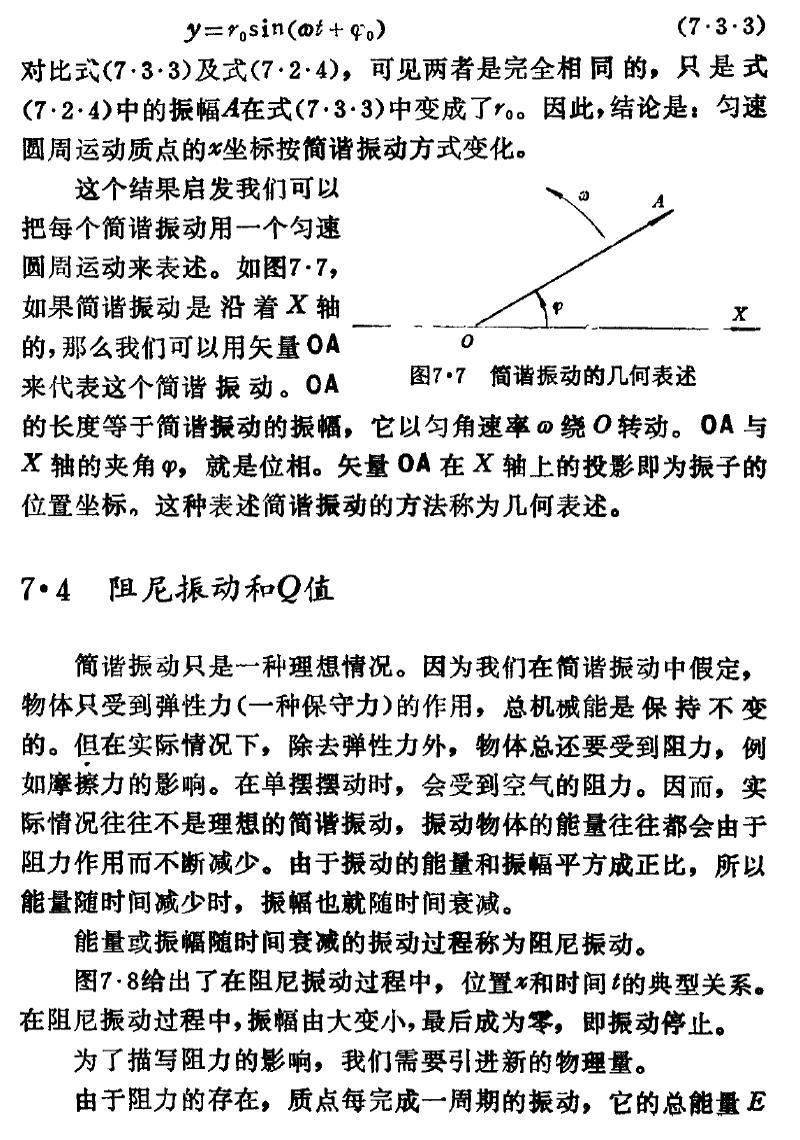 y=r₀sin(ωt+φ₀) (7·3·3)
对比式(7·3·3)及式(7·2·4)，可见两者是完全相同的，只是式
(7·2·4)中的振幅A在式(7·3·3)中变成了r₀。因此，结论是：匀速
圆周运动质点的x坐标按简谐振动方式变化。
这个结果启发我们可以
把每个简谐振动用一个匀速
圆周运动来表述。如图7·7，
如果简谐振动是沿着X轴
的，那么我们可以用矢量OA
来代表这个简谐振动。OA
ω
A
φ
X
O
图7·7 简谐振动的几何表述
的长度等于简谐振动的振幅，它以匀角速率ω绕O转动。OA与
X轴的夹角φ，就是位相。矢量OA在X轴上的投影即为振子的
位置坐标。这种表述简谐振动的方法称为几何表述。
7·4 阻尼振动和Q值
简谐振动只是一种理想情况。因为我们在简谐振动中假定，
物体只受到弹性力(一种保守力)的作用，总机械能是保持不变
的。但在实际情况下，除去弹性力外，物体总还要受到阻力，例
如摩擦力的影响。在单摆摆动时，会受到空气的阻力。因而，实
际情况往往不是理想的简谐振动，振动物体的能量往往都会由于
阻力作用而不断减少。由于振动的能量和振幅平方成正比，所以
能量随时间减少时，振幅也就随时间衰减。
能量或振幅随时间衰减的振动过程称为阻尼振动。
图7·8给出了在阻尼振动过程中，位置x和时间t的典型关系。
在阻尼振动过程中，振幅由大变小，最后成为零，即振动停止。
为了描写阻力的影响，我们需要引进新的物理量。
由于阻力的存在，质点每完成一周期的振动，它的总能量E